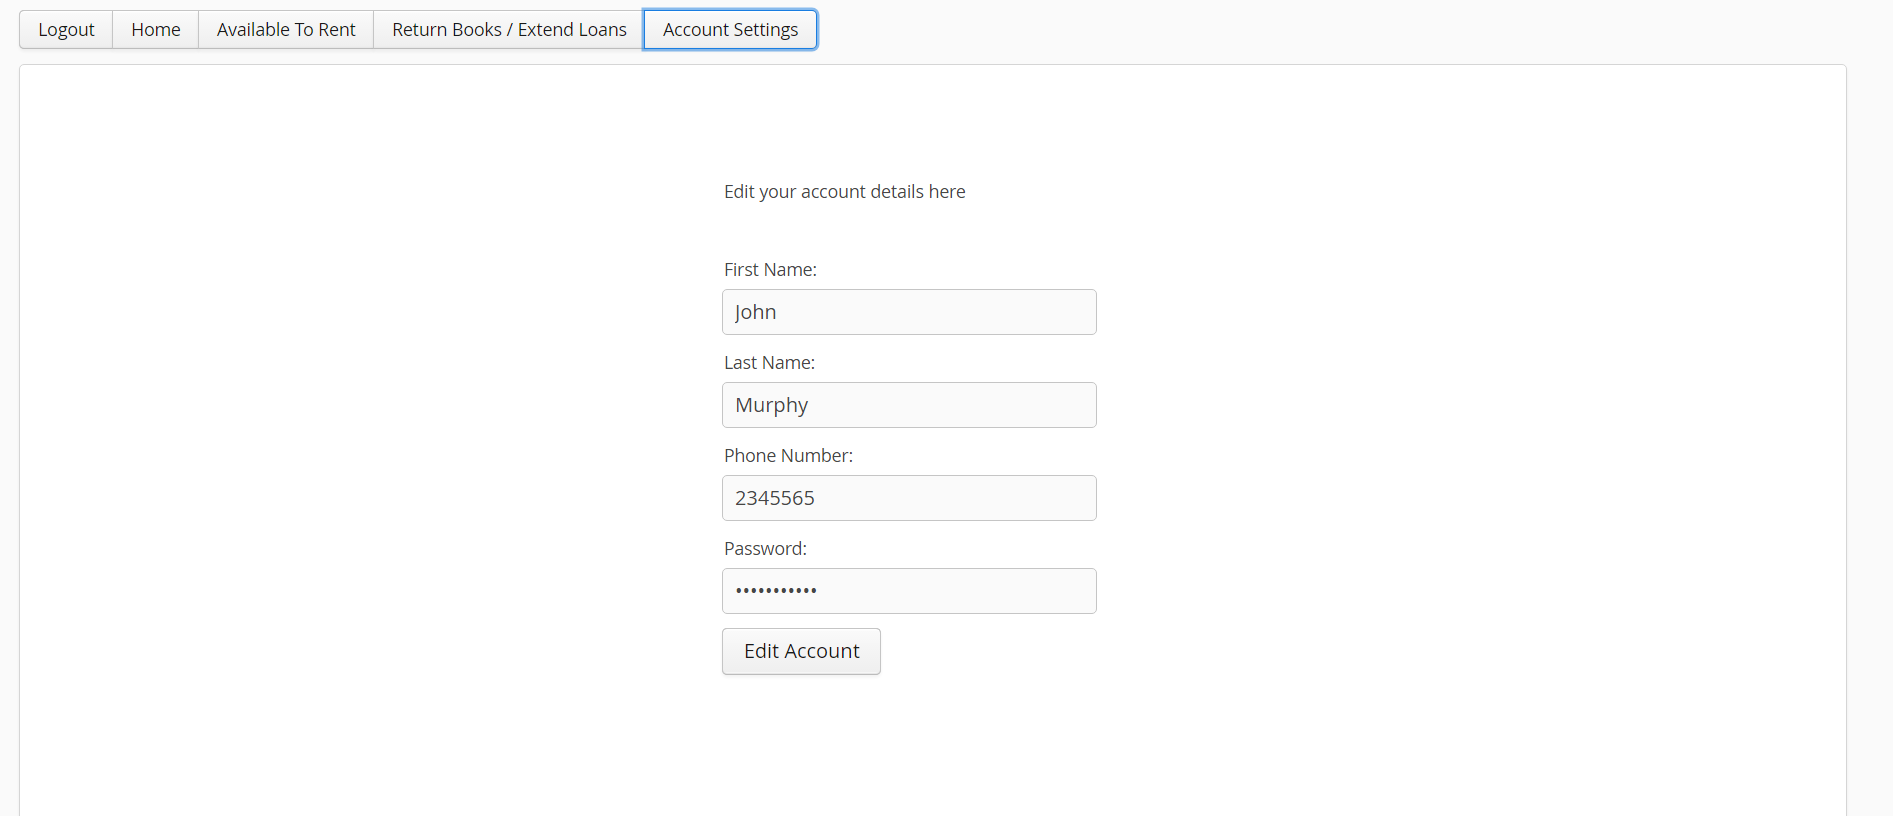 Logout Home Available To Rent Return Books / Extend Loans Account Settings
Edit your account details here
First Name:
John
Last Name:
Murphy
Phone Number:
2345565
Password:
•••••••••••
Edit Account